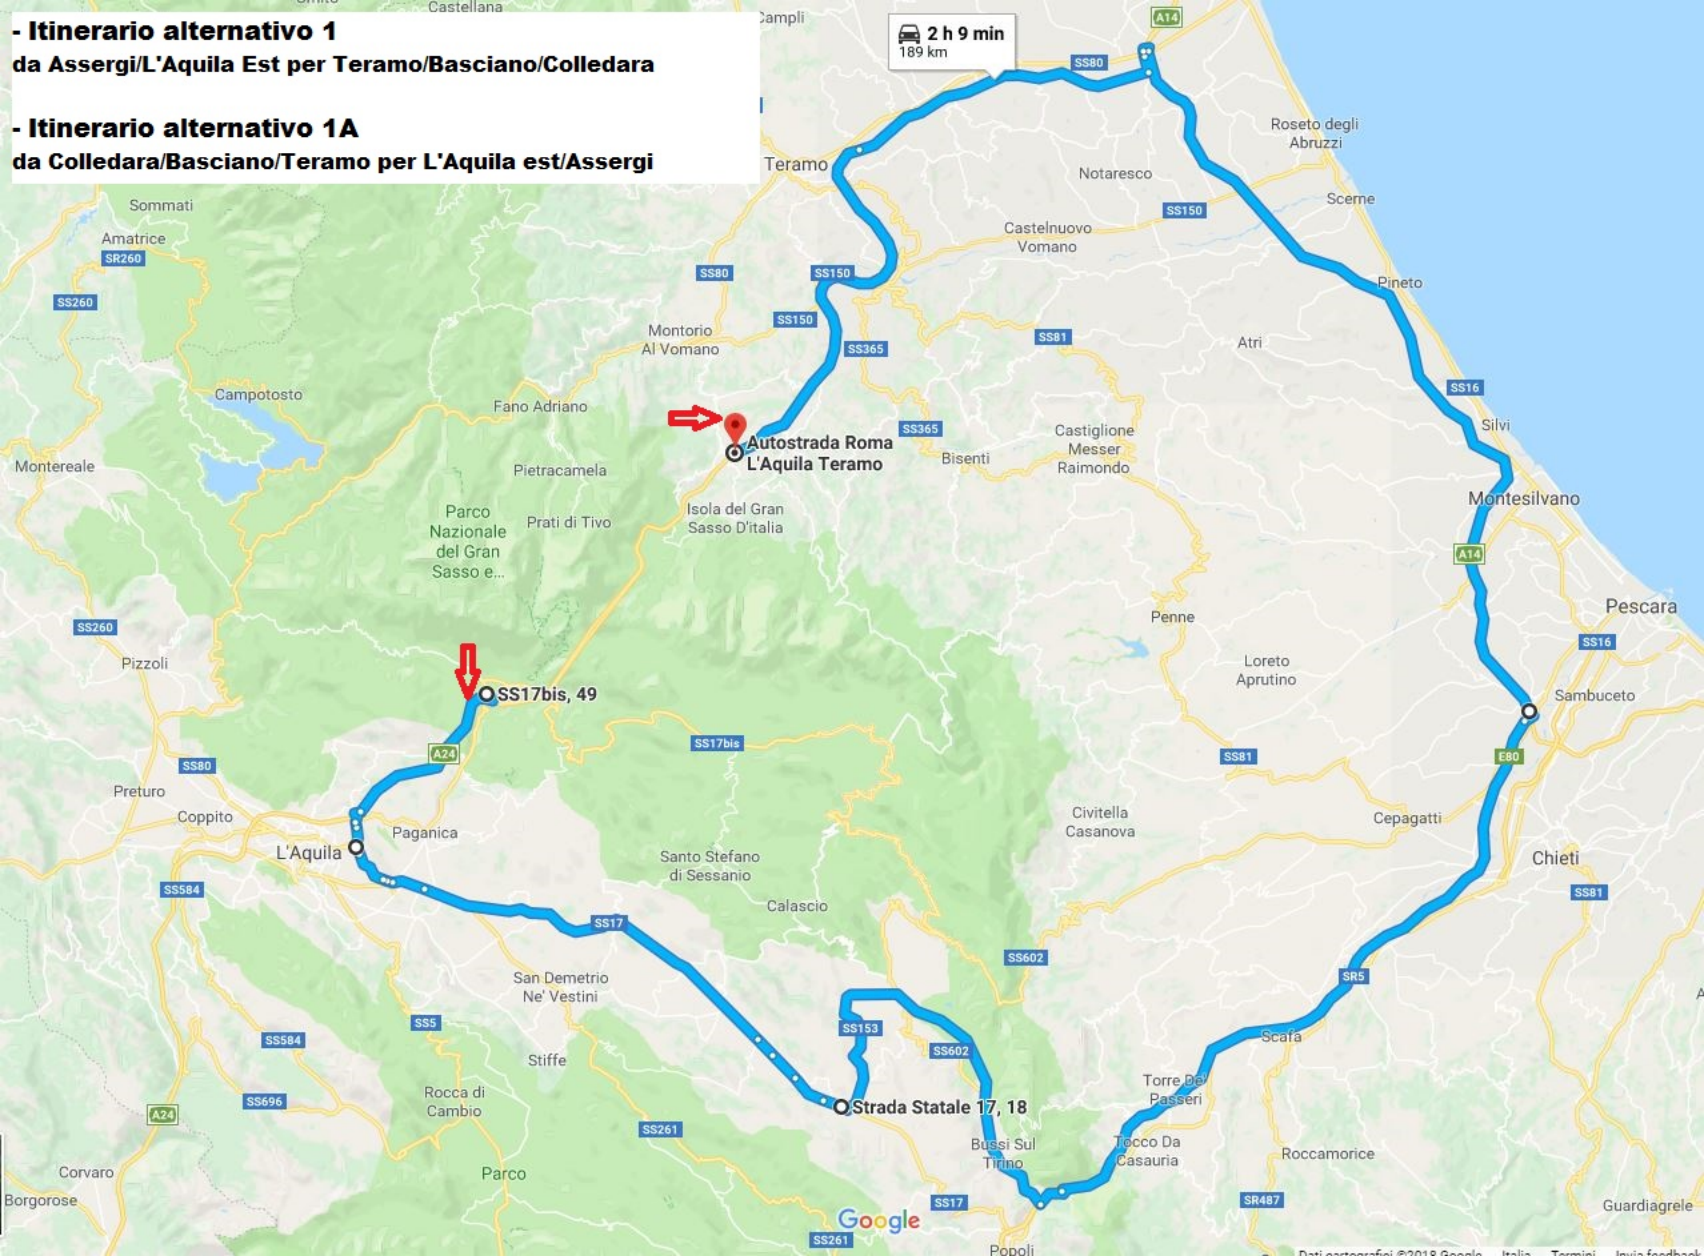 - Itinerario alternativo 1
da Assergi/L'Aquila Est per Teramo/Basciano/Colledara
- Itinerario alternativo 1A
da Colledara/Basciano/Teramo per L'Aquila est/Assergi
Castellana
Campli
2 h 9 min
189 km
A14
SS80
Roseto degli
Abruzzi
Teramo
Notaresco
Scerne
SS150
Sommati
Amatrice
SR260
Castelnuovo
Vomano
SS80
SS150
Pineto
SS260
SS150
Montorio
Al Vomano
SS365
SS81
Atri
SS16
Campotosto
Fano Adriano
Silvi
SS365
Castiglione
Messer
Raimondo
Autostrada Roma
L'Aquila Teramo
Bisenti
Montereale
Pietracamela
Montesilvano
Parco
Nazionale
del Gran
Sasso e...
Prati di Tivo
Isola del Gran
Sasso D'italia
A14
Pescara
Penne
SS260
SS16
Pizzoli
Loreto
Aprutino
SS17bis, 49
Sambuceto
SS17bis
A24
SS81
E80
SS80
Preturo
Coppito
Paganica
Civitella
Casanova
Cepagatti
L'Aquila
Santo Stefano
di Sessanio
Chieti
SS584
SS81
Calascio
SS17
SS602
San Demetrio
Ne' Vestini
SR5
SS5
SS153
SS584
SS602
Scafa
Stiffe
Torre De'
Passeri
SS696
Rocca di
Cambio
A24
Strada Statale 17, 18
SS261
Bussi Sul
Tirino
Tocco Da
Casauria
Roccamorice
Corvaro
Parco
Borgorose
SS17
SR487
Guardiagrele
Google
SS261
Popoli
Dati cartografici ©2018 Google
Italia
Termini
Invia feedback